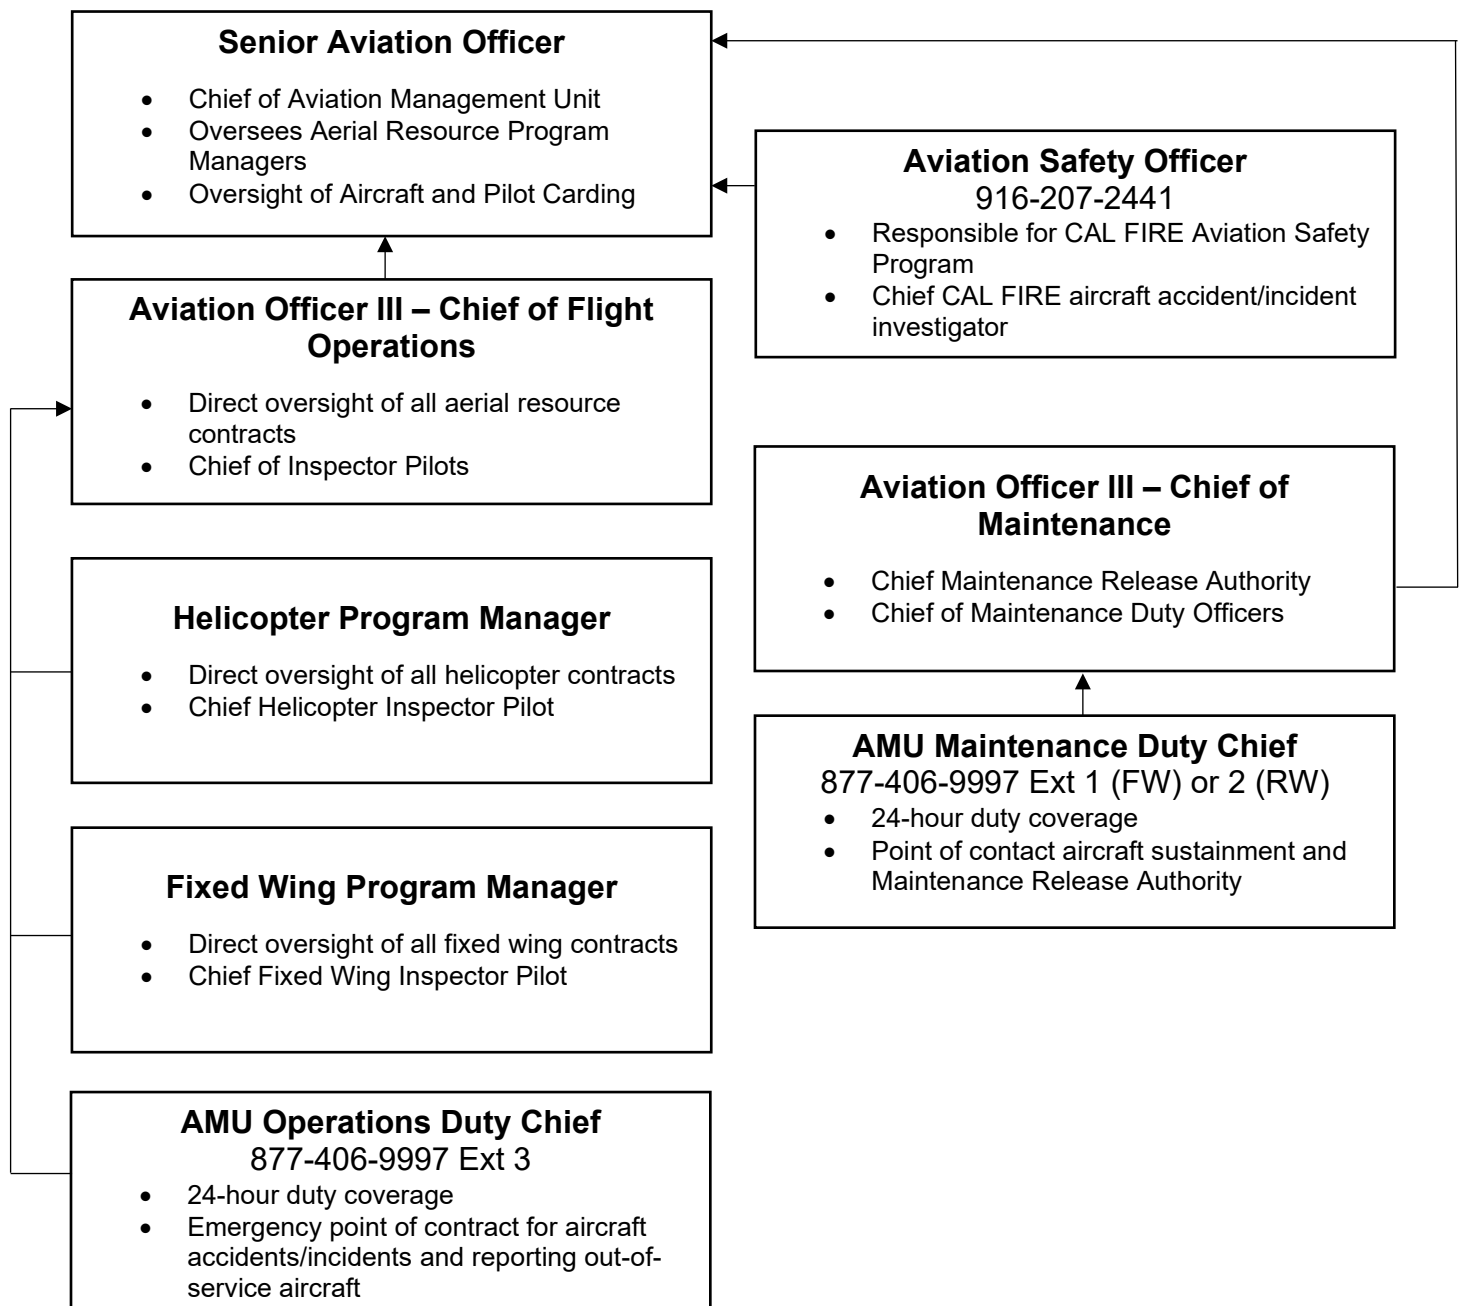 Senior Aviation Officer
• Chief of Aviation Management Unit
• Oversees Aerial Resource Program
Managers
• Oversight of Aircraft and Pilot Carding
Aviation Safety Officer
916-207-2441
• Responsible for CAL FIRE Aviation Safety
Program
• Chief CAL FIRE aircraft accident/incident
investigator
Aviation Officer III – Chief of Flight
Operations
• Direct oversight of all aerial resource
contracts
• Chief of Inspector Pilots
Aviation Officer III – Chief of
Maintenance
• Chief Maintenance Release Authority
• Chief of Maintenance Duty Officers
Helicopter Program Manager
• Direct oversight of all helicopter contracts
• Chief Helicopter Inspector Pilot
AMU Maintenance Duty Chief
877-406-9997 Ext 1 (FW) or 2 (RW)
• 24-hour duty coverage
• Point of contact aircraft sustainment and
Maintenance Release Authority
Fixed Wing Program Manager
• Direct oversight of all fixed wing contracts
• Chief Fixed Wing Inspector Pilot
AMU Operations Duty Chief
877-406-9997 Ext 3
• 24-hour duty coverage
• Emergency point of contract for aircraft
accidents/incidents and reporting out-of-
service aircraft